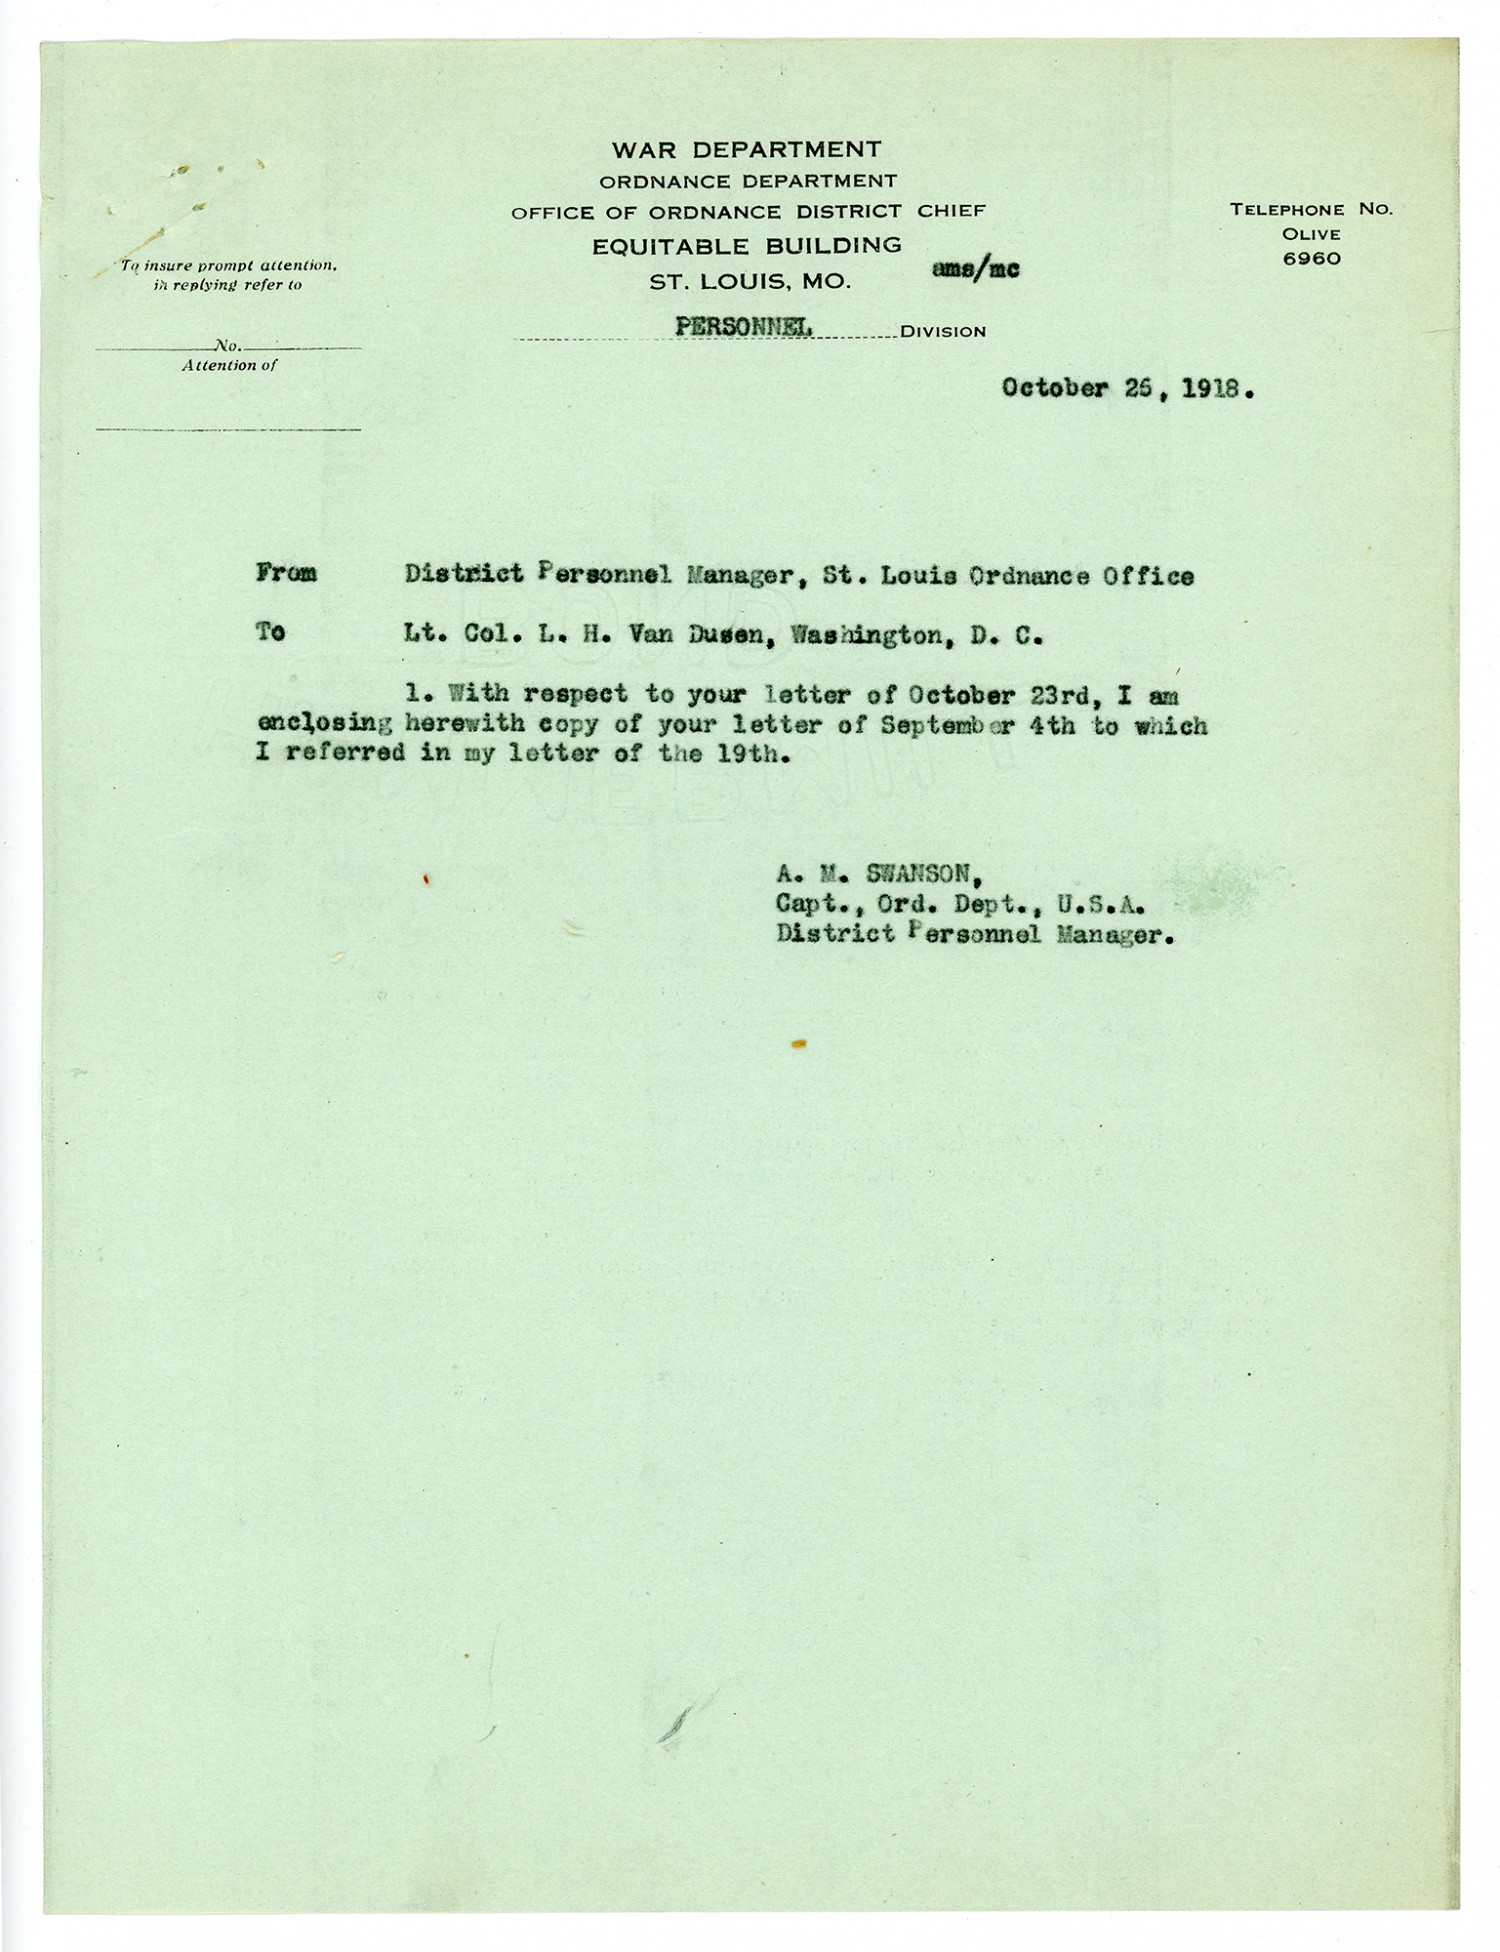 WAR DEPARTMENT
ORDNANCE DEPARTMENT
OFFICE OF ORDNANCE DISTRICT CHIEF
EQUITABLE BUILDING
ST. LOUIS, MO.
ams/mc
PERSONNEL DIVISION
TELEPHONE NO.
OLIVE
6960
To insure prompt attention,
in replying refer to
No.
Attention of
October 25, 1918.
From District Personnel Manager, St. Louis Ordnance Office
To Lt. Col. L. H. Van Dusen, Washington, D. C.
1. With respect to your letter of October 23rd, I am
enclosing herewith copy of your letter of September 4th to which
I referred in my letter of the 19th.
A. M. SWANSON,
Capt., Ord. Dept., U.S.A.
District Personnel Manager.